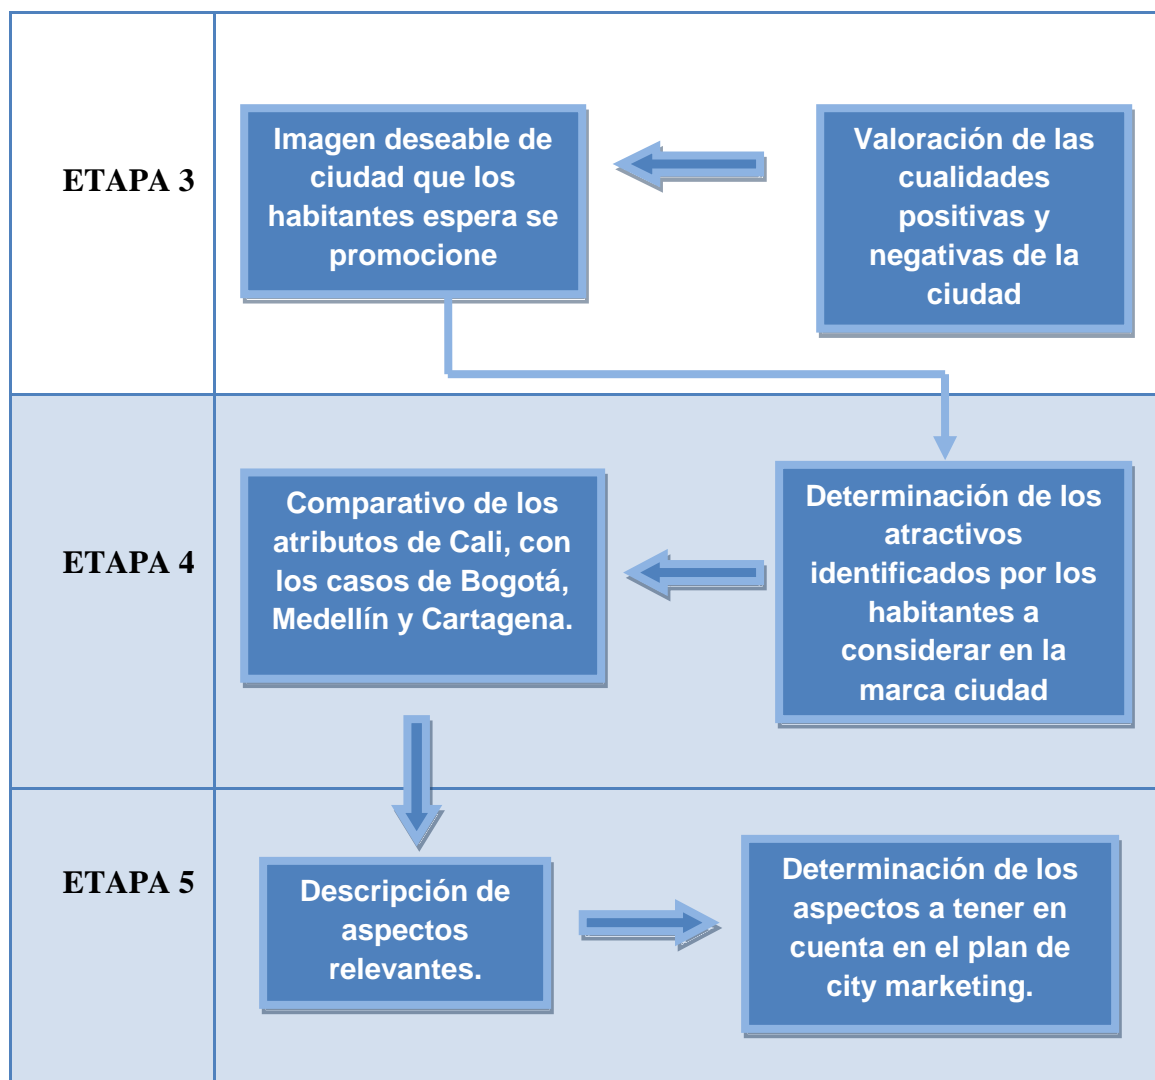 ETAPA 3
Imagen deseable de
ciudad que los
habitantes espera se
promocione
Valoración de las
cualidades
positivas y
negativas de la
ciudad
ETAPA 4
Comparativo de los
atributos de Cali, con
los casos de Bogotá,
Medellín y Cartagena.
Determinación de los
atractivos
identificados por los
habitantes a
considerar en la
marca ciudad
ETAPA 5
Descripción de
aspectos
relevantes.
Determinación de los
aspectos a tener en
cuenta en el plan de
city marketing.